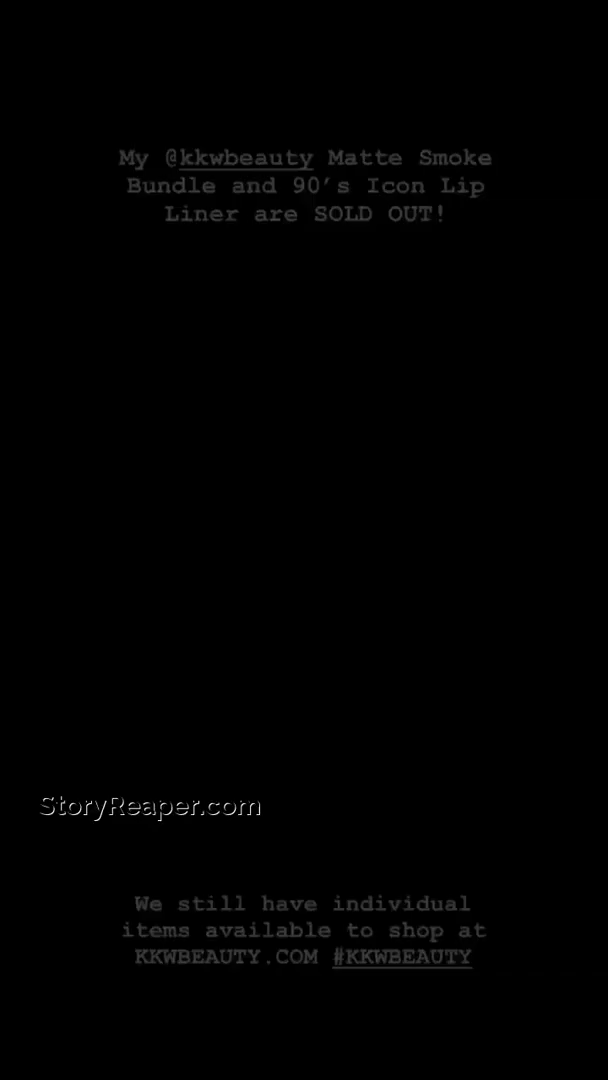 My @kkwbeauty Matte Smoke
Bundle and 90's Icon Lip
Liner are SOLD OUT!
StoryReaper.com
We still have individual
items available to shop at
KKWBEAUTY.COM #KKWBEAUTY